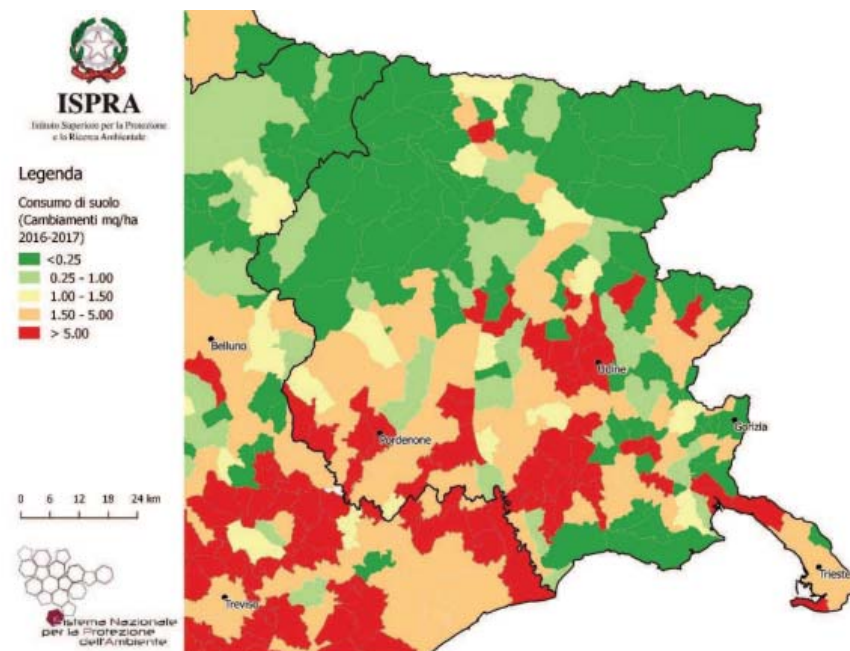 ISPRA
Istituto Superiore per la Protezione
e la Ricerca Ambientale
Legenda
Consumo di suolo
(Cambiamenti mq/ha
2016-2017)
<0.25
0.25 - 1.00
1.00 - 1.50
1.50 - 5.00
> 5.00
Belluno
Udine
Pordenone
Gorizia
0 6 12 18 24 km
Treviso
Trieste
Sistema Nazionale
per la Protezione
dell'Ambiente